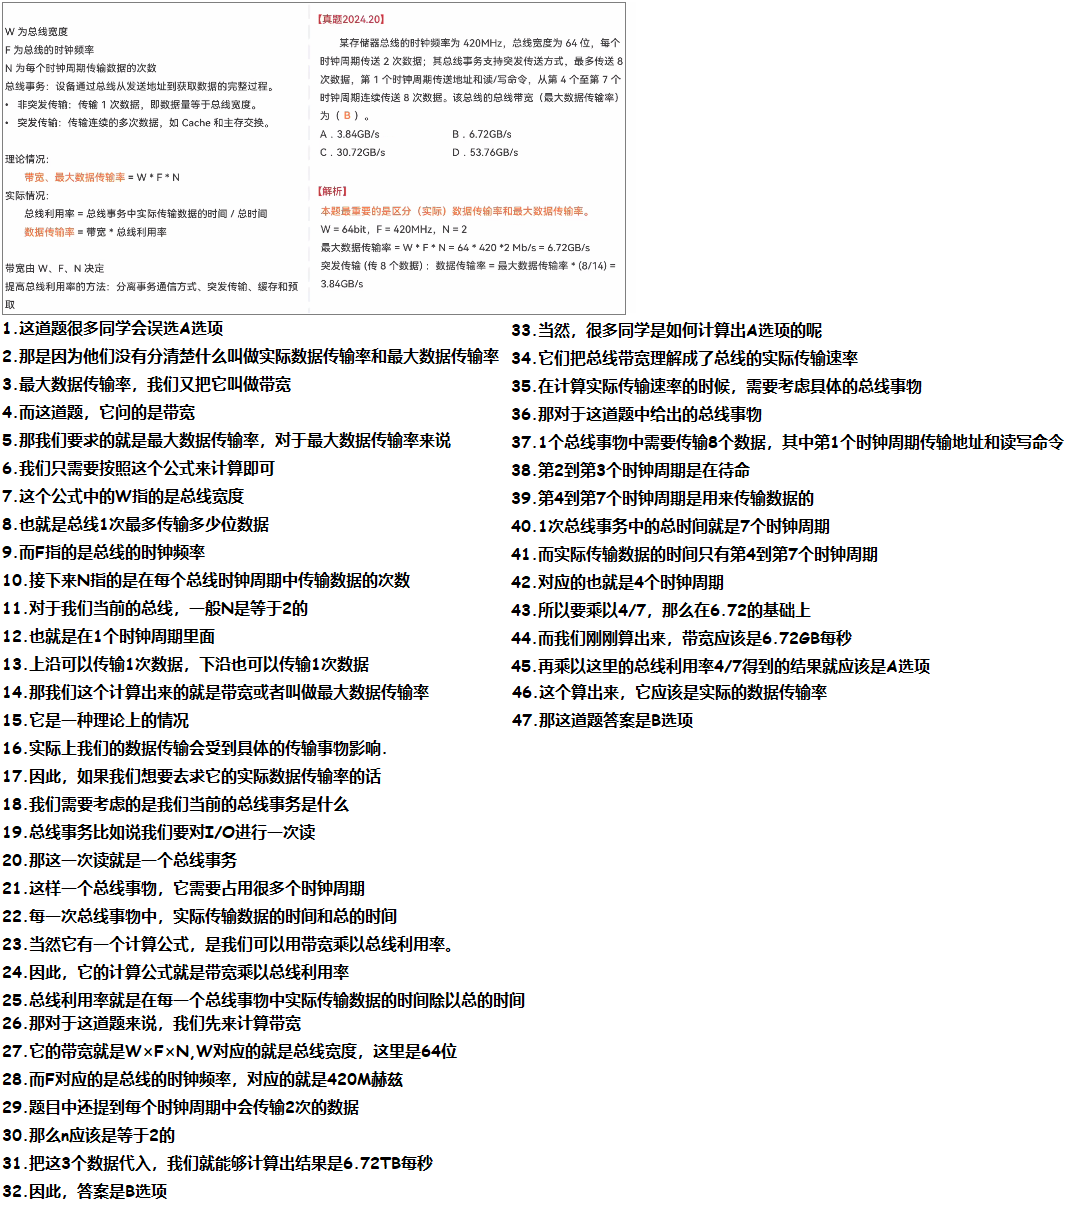 W 为总线宽度
F 为总线的时钟频率
N 为每个时钟周期传输数据的次数
总线事务：设备通过总线从发送地址到获取数据的完整过程。
• 非突发传输：传输 1 次数据，即数据量等于总线宽度。
• 突发传输：传输连续的多次数据，如 Cache 和主存交换。
理论情况：
带宽、最大数据传输率 = W * F * N
实际情况：
总线利用率 = 总线事务中实际传输数据的时间 / 总时间
数据传输率 = 带宽 * 总线利用率
带宽由 W、F、N 决定
提高总线利用率的方法：分离事务通信方式、突发传输、缓存和预
取
【真题2024.20】
某存储器总线的时钟频率为 420MHz，总线宽度为 64 位，每个
时钟周期传送 2 次数据；其总线事务支持突发传送方式，最多传送 8
次数据，第 1 个时钟周期传送地址和读/写命令，从第 4 个至第 7 个
时钟周期连续传送 8 次数据。该总线的总线带宽（最大数据传输率）
为（ B ）。
A．3.84GB/s B．6.72GB/s
C．30.72GB/s D．53.76GB/s
【解析】
本题最重要的是区分（实际）数据传输率和最大数据传输率。
W = 64bit，F = 420MHz，N = 2
最大数据传输率 = W * F * N = 64 * 420 *2 Mb/s = 6.72GB/s
突发传输 (传 8 个数据)：数据传输率 = 最大数据传输率 * (8/14) =
3.84GB/s
1.这道题很多同学会误选A选项
2.那是因为他们没有分清楚什么叫做实际数据传输率和最大数据传输率
3.最大数据传输率，我们又把它叫做带宽
4.而这道题，它问的是带宽
5.那我们要求的就是最大数据传输率，对于最大数据传输率来说
6.我们只需要按照这个公式来计算即可
7.这个公式中的W指的是总线宽度
8.也就是总线1次最多传输多少位数据
9.而F指的是总线的时钟频率
10.接下来N指的是在每个总线时钟周期中传输数据的次数
11.对于我们当前的总线，一般N是等于2的
12.也就是在1个时钟周期里面
13.上沿可以传输1次数据，下沿也可以传输1次数据
14.那我们这个计算出来的就是带宽或者叫做最大数据传输率
15.它是一种理论上的情况
16.实际上我们的数据传输会受到具体的传输事物影响.
17.因此，如果我们想要去求它的实际数据传输率的话
18.我们需要考虑的是我们当前的总线事务是什么
19.总线事务比如说我们要对I/O进行一次读
20.那这一次读就是一个总线事务
21.这样一个总线事物，它需要占用很多个时钟周期
22.每一次总线事物中，实际传输数据的时间和总的时间
23.当然它有一个计算公式，是我们可以用带宽乘以总线利用率。
24.因此，它的计算公式就是带宽乘以总线利用率
25.总线利用率就是在每一个总线事物中实际传输数据的时间除以总的时间
26.那对于这道题来说，我们先来计算带宽
27.它的带宽就是W×F×N,W对应的就是总线宽度，这里是64位
28.而F对应的是总线的时钟频率，对应的就是420M赫兹
29.题目中还提到每个时钟周期中会传输2次的数据
30.那么n应该是等于2的
31.把这3个数据代入，我们就能够计算出结果是6.72TB每秒
32.因此，答案是B选项
33.当然，很多同学是如何计算出A选项的呢
34.它们把总线带宽理解成了总线的实际传输速率
35.在计算实际传输速率的时候，需要考虑具体的总线事物
36.那对于这道题中给出的总线事物
37.1个总线事物中需要传输8个数据，其中第1个时钟周期传输地址和读写命令
38.第2到第3个时钟周期是在待命
39.第4到第7个时钟周期是用来传输数据的
40.1次总线事务中的总时间就是7个时钟周期
41.而实际传输数据的时间只有第4到第7个时钟周期
42.对应的也就是4个时钟周期
43.所以要乘以4/7，那么在6.72的基础上
44.而我们刚刚算出来，带宽应该是6.72GB每秒
45.再乘以这里的总线利用率4/7得到的结果就应该是A选项
46.这个算出来，它应该是实际的数据传输率
47.那这道题答案是B选项